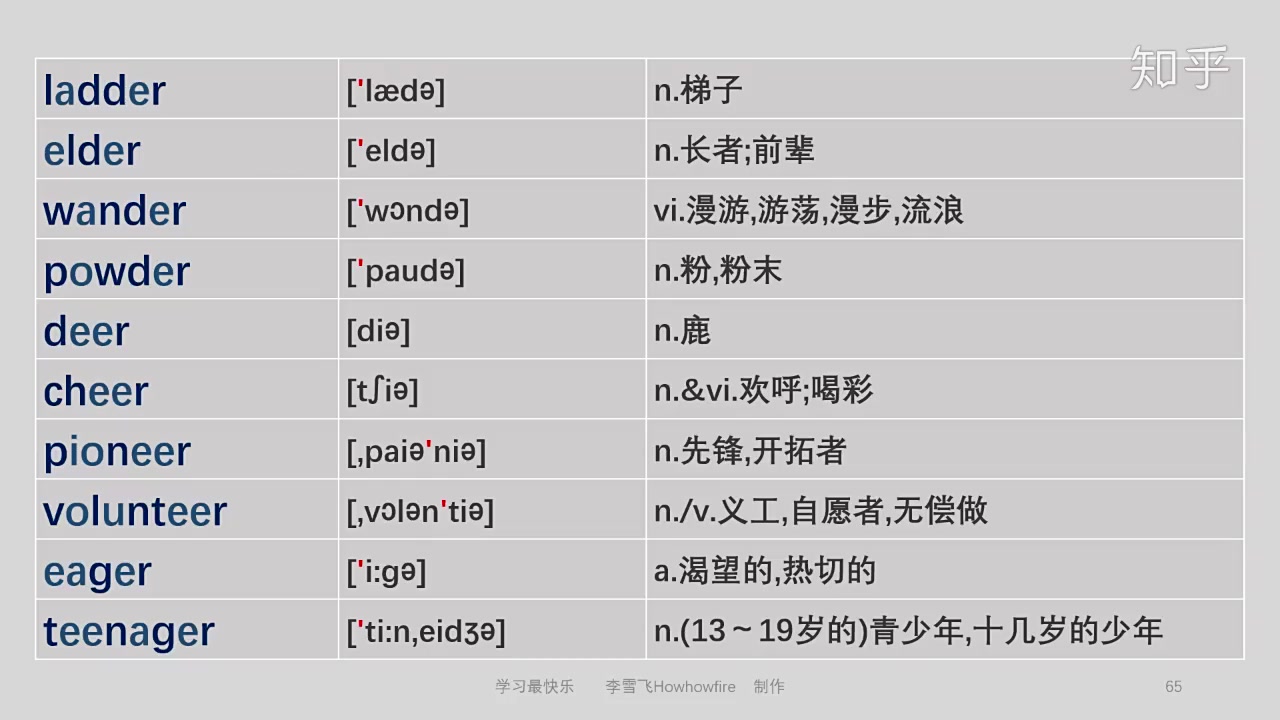 知乎
ladder ['lædə] n.梯子
elder ['eldə] n.长者;前辈
wander ['wɔndə] vi.漫游,游荡,漫步,流浪
powder ['paudə] n.粉,粉末
deer [diə] n.鹿
cheer [tʃiə] n.&vi.欢呼;喝彩
pioneer [,paiə'niə] n.先锋,开拓者
volunteer [,vɔlən'tiə] n./v.义工,自愿者,无偿做
eager ['i:gə] a.渴望的,热切的
teenager ['ti:n,eidʒə] n.(13～19岁的)青少年,十几岁的少年
学习最快乐 李雪飞Howhowfire 制作 65